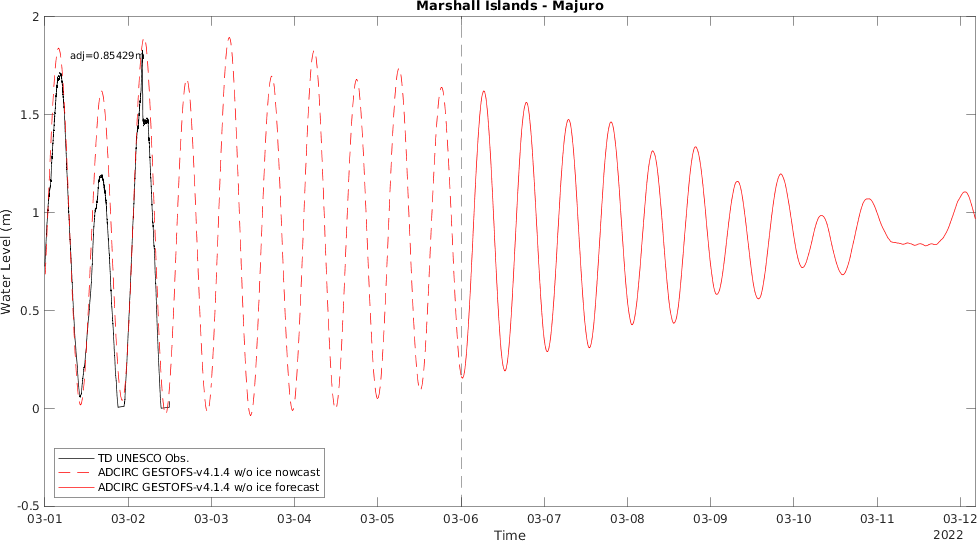 Marshall Islands - Majuro
2
adj=0.85429m
1.5
1
0.5
0
-0.5
Water Level (m)
TD UNESCO Obs.
ADCIRC GESTOFS-v4.1.4 w/o ice nowcast
ADCIRC GESTOFS-v4.1.4 w/o ice forecast
03-01 03-02 03-03 03-04 03-05 03-06 03-07 03-08 03-09 03-10 03-11 03-12
Time
2022